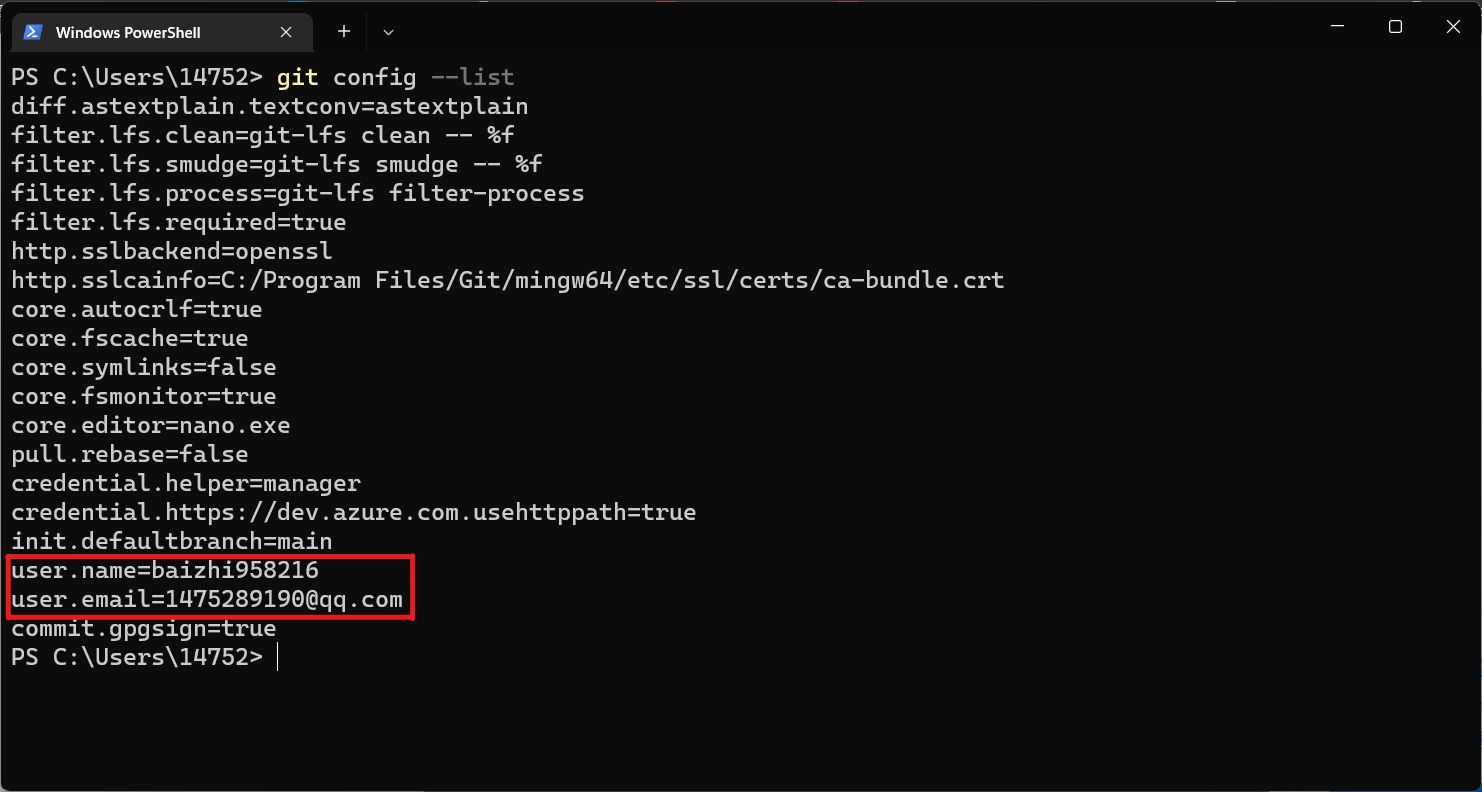 Windows PowerShell
PS C:\Users\14752> git config --list
diff.astextplain.textconv=astextplain
filter.lfs.clean=git-lfs clean -- %f
filter.lfs.smudge=git-lfs smudge -- %f
filter.lfs.process=git-lfs filter-process
filter.lfs.required=true
http.sslbackend=openssl
http.sslcainfo=C:/Program Files/Git/mingw64/etc/ssl/certs/ca-bundle.crt
core.autocrlf=true
core.fscache=true
core.symlinks=false
core.fsmonitor=true
core.editor=nano.exe
pull.rebase=false
credential.helper=manager
credential.https://dev.azure.com.usehttppath=true
init.defaultbranch=main
user.name=baizhi958216
user.email=1475289190@qq.com
commit.gpgsign=true
PS C:\Users\14752>